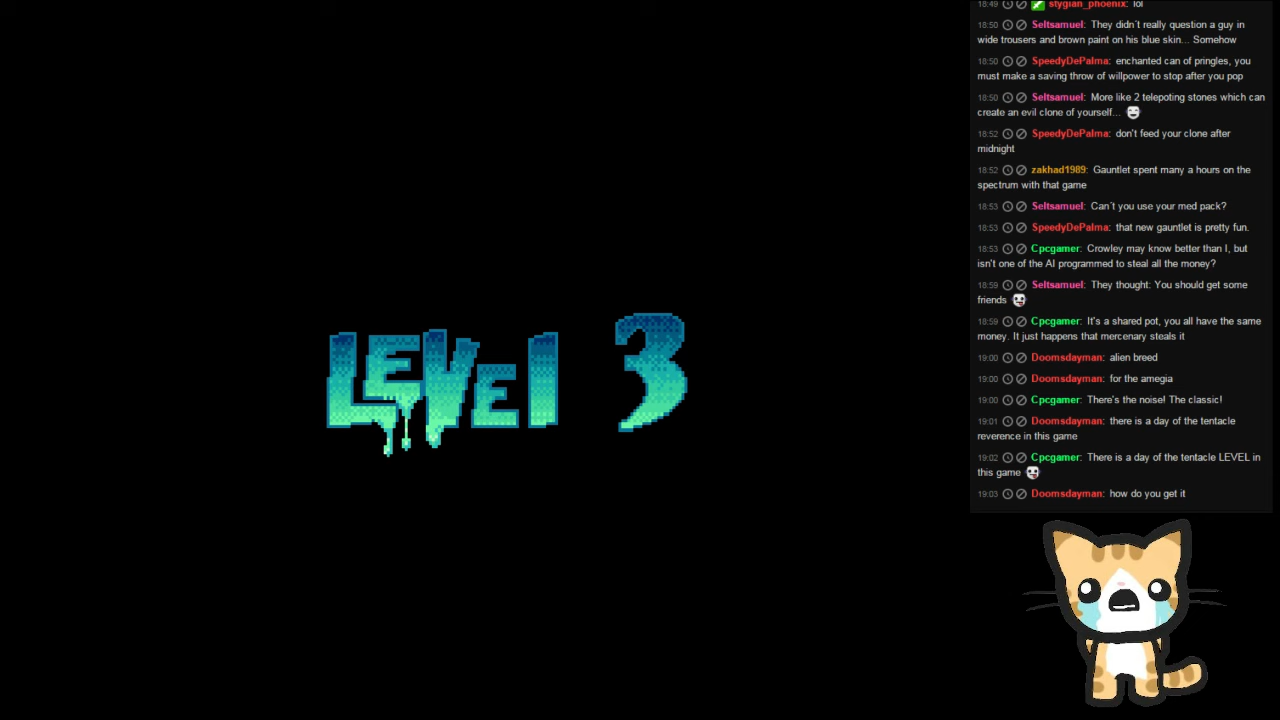 LEVEL 3
18:49 stygian_phoenix: lol
18:50 Seltsamuel: They didn´t really question a guy in
wide trousers and brown paint on his blue skin... Somehow
18:50 SpeedyDePalma: enchanted can of pringles, you
must make a saving throw of willpower to stop after you pop
18:50 Seltsamuel: More like 2 telepoting stones which can
create an evil clone of yourself...
18:52 SpeedyDePalma: don't feed your clone after
midnight
18:52 zakhad1989: Gauntlet spent many a hours on the
spectrum with that game
18:53 Seltsamuel: Can´t you use your med pack?
18:53 SpeedyDePalma: that new gauntlet is pretty fun.
18:53 Cpcgamer: Crowley may know better than I, but
isn't one of the AI programmed to steal all the money?
18:59 Seltsamuel: They thought: You should get some
friends
18:59 Cpcgamer: It's a shared pot, you all have the same
money. It just happens that mercenary steals it
19:00 Doomsdayman: alien breed
19:00 Doomsdayman: for the amegia
19:00 Cpcgamer: There's the noise! The classic!
19:01 Doomsdayman: there is a day of the tentacle
reverence in this game
19:02 Cpcgamer: There is a day of the tentacle LEVEL in
this game
19:03 Doomsdayman: how do you get it